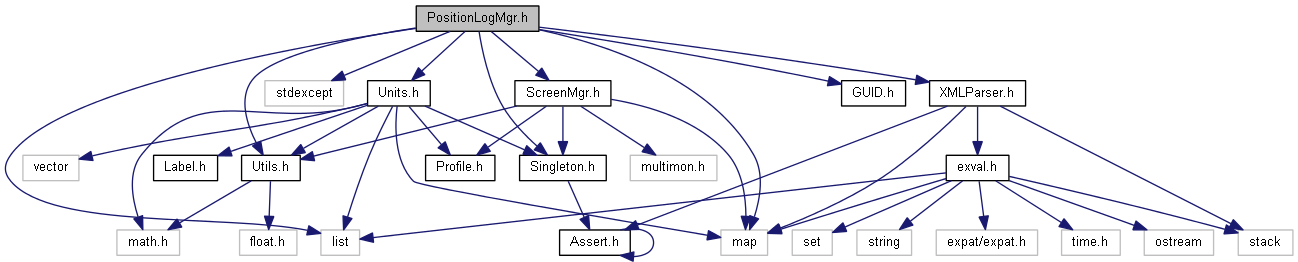 PositionLogMgr.h
stdexcept
Units.h
ScreenMgr.h
GUID.h
XMLParser.h
vector
Label.h
Utils.h
Profile.h
Singleton.h
multimon.h
exval.h
math.h
float.h
list
Assert.h
map
set
string
expat/expat.h
time.h
ostream
stack